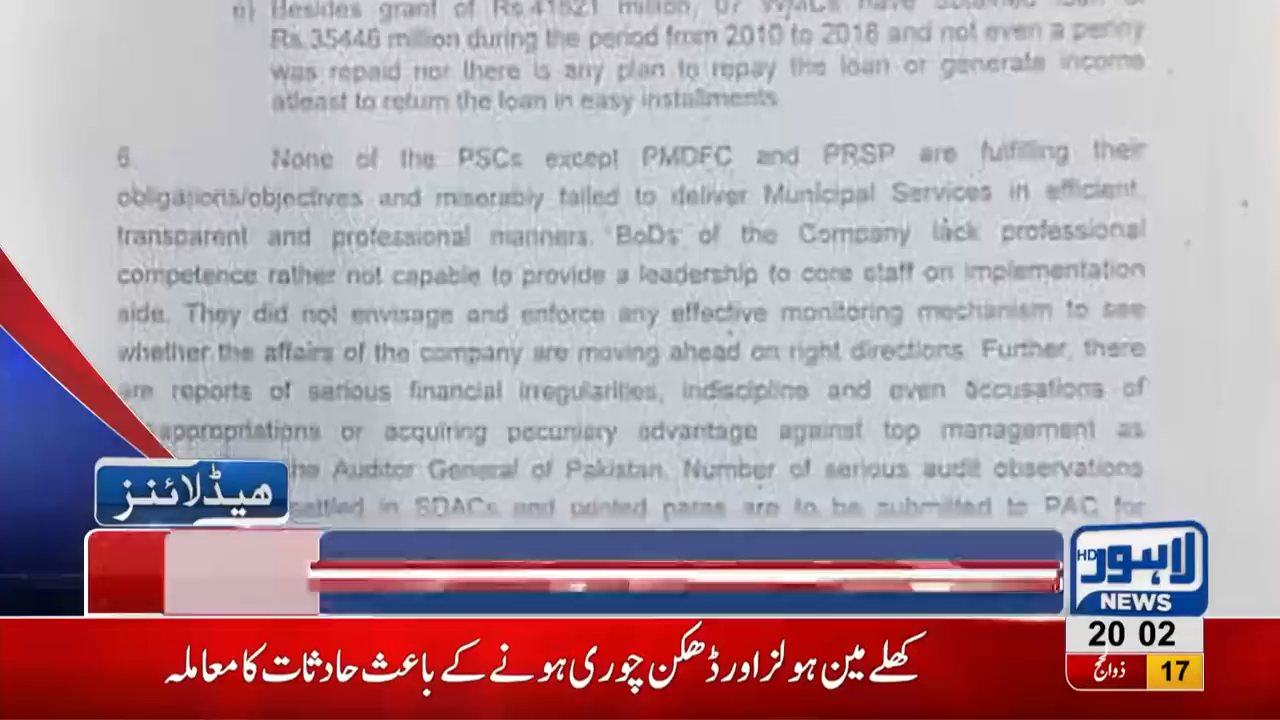 e) Besides grant of Rs.41821 million, 07 WMCs have obtained loan of
Rs.35446 million during the period from 2010 to 2018 and not even a penny
was repaid nor there is any plan to repay the loan or generate income
atleast to return the loan in easy installments
6. None of the PSCs except PMDFC and PRSP are fulfilling their
obligations/objectives and miserably failed to deliver Municipal Services in efficient,
transparent and professional manners. BoDs of the Company lack professional
competence rather not capable to provide a leadership to core staff on implementation
side. They did not envisage and enforce any effective monitoring mechanism to see
whether the affairs of the company are moving ahead on right directions. Further, there
are reports of serious financial irregularities, indiscipline and even accusations of
appropriations or acquiring pecuniary advantage against top management as
Auditor General of Pakistan. Number of serious audit observations
in SDACs and printed paras are to be submitted to PAC for
ھیڈلائنز
HD لاہور
NEWS
20 02
17 ذوالحج
کھلے مین ہولز اور ڈھکن چوری ہونے کے باعث حادثات کا معاملہ